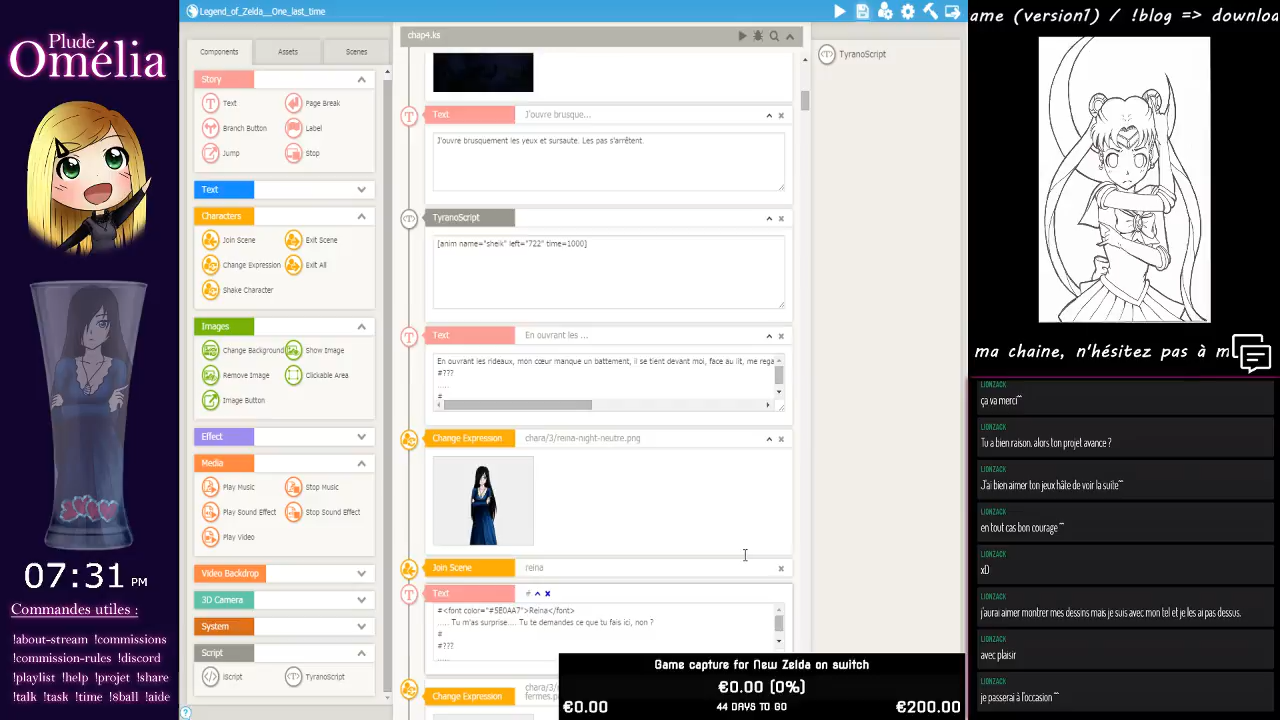 Plude
Omélia
07:31 PM
Commandes utiles :
!about-stream !commissions
!commission-rules !discord
!playlist !help !projet !share
!talk !task !time !8ball !aide
Legend_of_Zelda__One_last_time
Components
Assets
Scenes
Story
Text
Page Break
Branch Button
Label
Jump
Stop
Text
Characters
Join Scene
Exit Scene
Change Expression
Exit All
Shake Character
Images
Change Background
Show Image
Remove Image
Clickable Area
Image Button
Effect
Media
Play Music
Stop Music
Play Sound Effect
Stop Sound Effect
Play Video
Video Backdrop
3D Camera
System
Script
iScript
TyranoScript
chap4.ks
Text
J'ouvre brusque...
J'ouvre brusquement les yeux et sursaute. Les pas s'arrêtent.
TyranoScript
[anim name="sheik" left="722" time=1000]
Text
En ouvrant les ...
En ouvrant les rideaux, mon cœur manque un battement, il se tient devant moi, face au lit, me rega
#???
.....
#
Change Expression
chara/3/reina-night-neutre.png
Join Scene
reina
Text
#
#<font color="#5E0AA7">Reina</font>
..... Tu m'as surprise.... Tu te demandes ce que tu fais ici, non ?
#
#???
.....
Change Expression
chara/3/
fermes.png
TyranoScript
Game capture for New Zelda on switch
€0.00 (0%)
€0.00
44 DAYS TO GO
€200.00
ame (version1) / !blog => downloa
ma chaine, n'hésitez pas à m
LIONZACK
ça va merci^^
LIONZACK
Tu a bien raison. alors ton projet avance ?
LIONZACK
J'ai bien aimer ton jeux hâte de voir la suite^^
LIONZACK
en tout cas bon courage ^^
LIONZACK
xD
LIONZACK
j'aurai aimer montrer mes dessins mais je suis avec mon tel et je les ai pas dessus.
LIONZACK
avec plaisir
LIONZACK
je passerai à l'occasion ^^